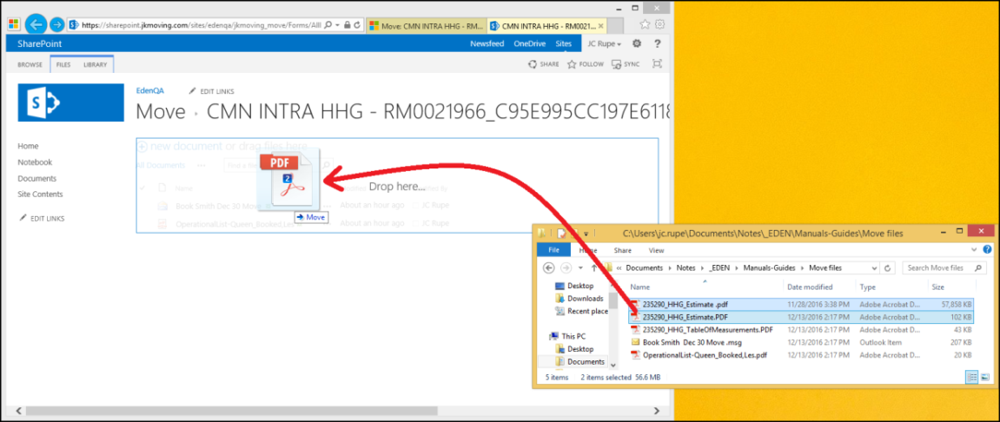 https://sharepoint.jkmoving.com/sites/edenqa/jkmoving_move/Forms/All
Move: CMN INTRA HHG - RM...
CMN INTRA HHG - RM0021...
SharePoint
Newsfeed OneDrive Sites JC Rupe ?
BROWSE FILES LIBRARY
SHARE FOLLOW SYNC
S
EdenQA EDIT LINKS
Move › CMN INTRA HHG - RM0021966_C95E995CC197E6118
Home
Notebook
Documents
Site Contents
EDIT LINKS
new document or drag files here
All Documents ... Find a file
Name
Book Smith Dec 30 Move ... About an hour ago JC Rupe
OperationalList-Queen_Booked,Les About an hour ago JC Rupe
PDF
2
Drop here...
Move
C:\Users\jc.rupe\Documents\Notes\_EDEN\Manuals-Guides\Move files
File Home Share View
« Documents Notes _EDEN Manuals-Guides Move files
Search Move files
Desktop
Downloads
Recent place
This PC
Desktop
Documents
Name Date modified Type Size
235290_HHG_Estimate .pdf 11/28/2016 3:38 PM Adobe Acrobat D... 57,858 KB
235290_HHG_Estimate.PDF 12/13/2016 2:17 PM Adobe Acrobat D... 102 KB
235290_HHG_TableOfMeasurements.PDF 12/13/2016 2:17 PM Adobe Acrobat D... 43 KB
Book Smith Dec 30 Move .msg 12/13/2016 2:17 PM Outlook Item 207 KB
OperationalList-Queen_Booked,Les.pdf 12/13/2016 2:17 PM Adobe Acrobat D... 20 KB
5 items 2 items selected 56.6 MB